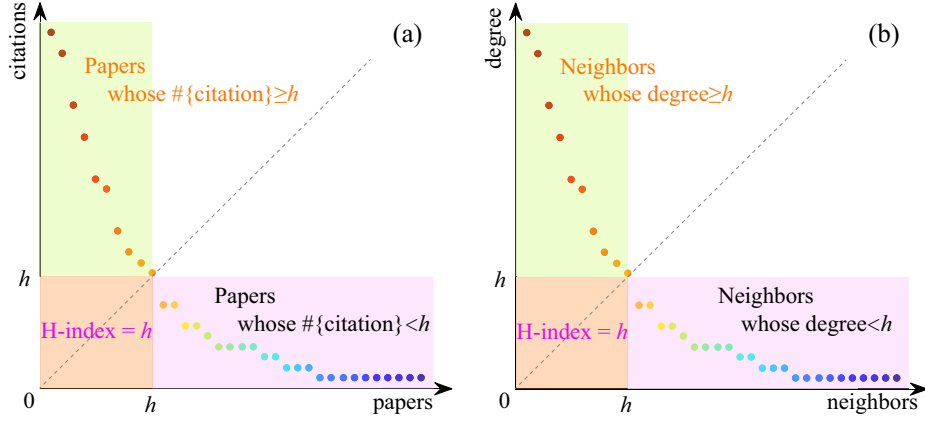 citations
(a)
Papers
whose #{citation}≥h
h
Papers
whose #{citation}<h
H-index = h
0
h
papers
degree
(b)
Neighbors
whose degree≥h
h
Neighbors
whose degree<h
H-index = h
0
h
neighbors